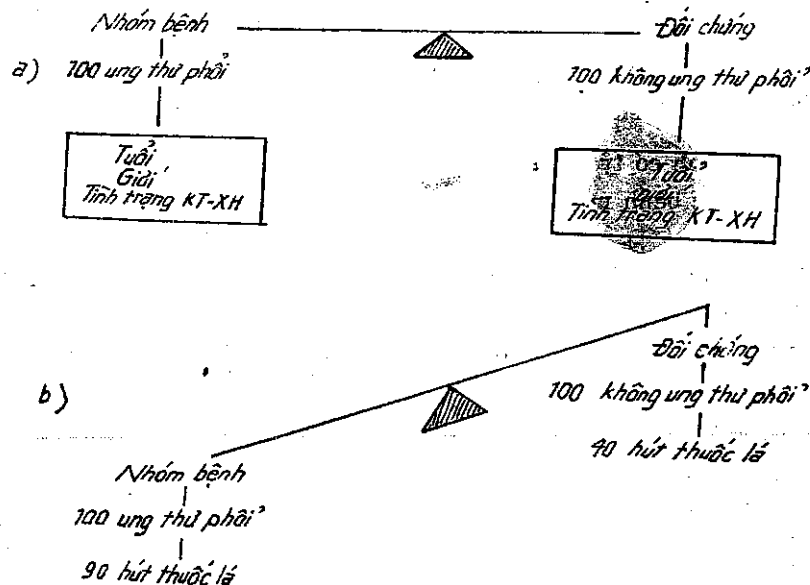 Nhóm bệnh
Đối chứng
a)
100 ung thư phổi
100 không ung thư phổi
Tuổi
Giới
Tình trạng KT-XH
Tuổi
Giới
Tình trạng KT-XH
b)
Đối chứng
100 không ung thư phổi
40 hút thuốc lá
Nhóm bệnh
100 ung thư phổi
90 hút thuốc lá